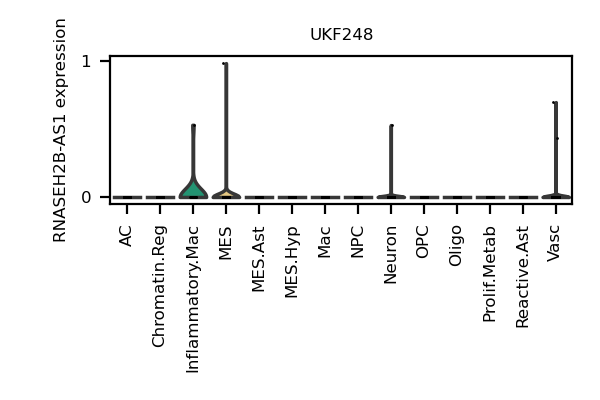 UKF248
RNASEH2B-AS1 expression
1
0
AC
Chromatin.Reg
Inflammatory.Mac
MES
MES.Ast
MES.Hyp
Mac
NPC
Neuron
OPC
Oligo
Prolif.Metab
Reactive.Ast
Vasc